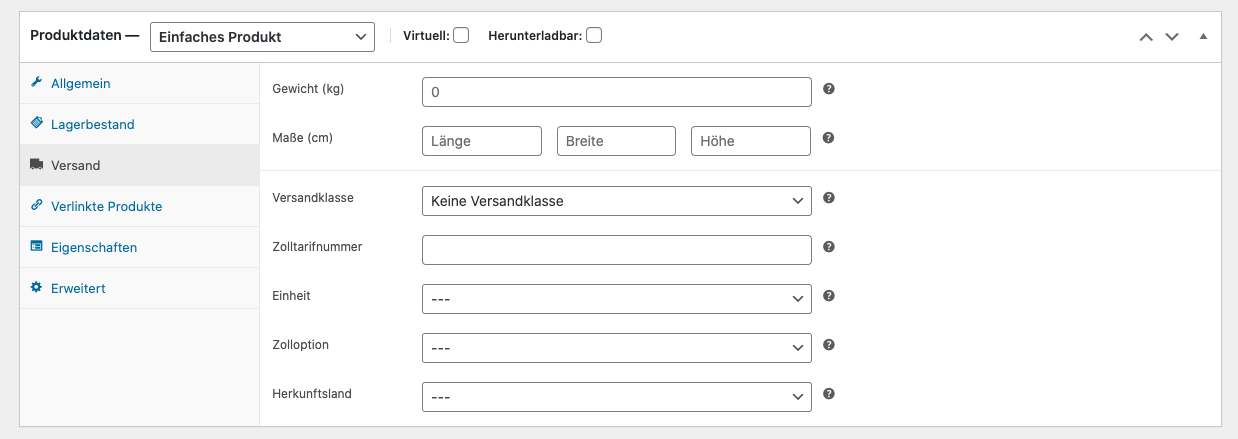 Produktdaten — Einfaches Produkt Virtuell: Herunterladbar:
Allgemein
Lagerbestand
Versand
Verlinkte Produkte
Eigenschaften
Erweitert
Gewicht (kg) 0
Maße (cm) Länge Breite Höhe
Versandklasse Keine Versandklasse
Zolltarifnummer
Einheit ---
Zolloption ---
Herkunftsland ---